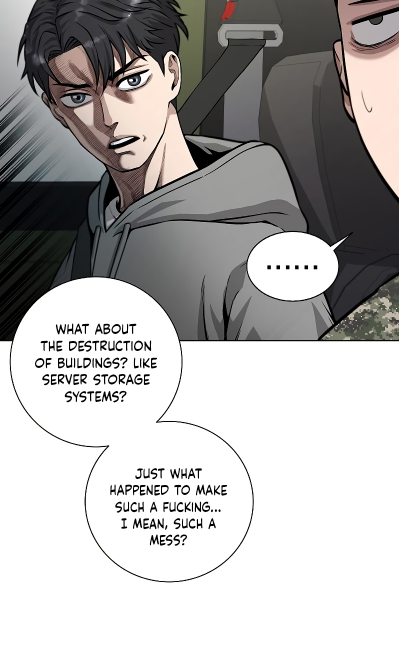 ......
WHAT ABOUT
THE DESTRUCTION
OF BUILDINGS? LIKE
SERVER STORAGE
SYSTEMS?
JUST WHAT
HAPPENED TO MAKE
SUCH A FUCKING...
I MEAN, SUCH A
MESS?